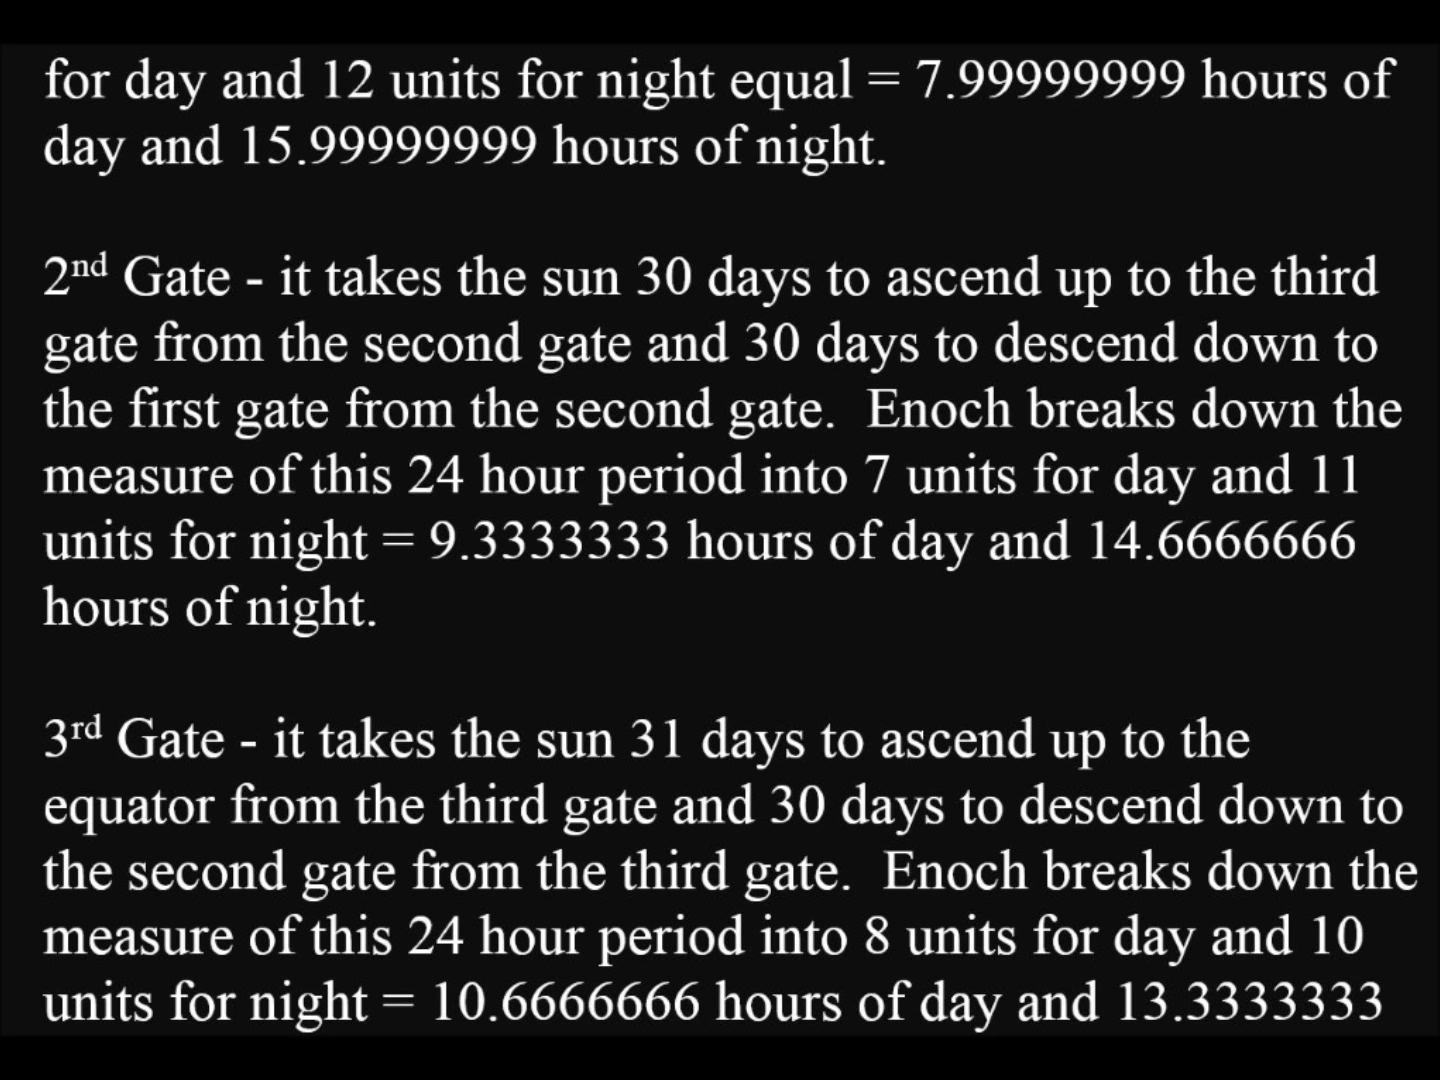 for day and 12 units for night equal = 7.99999999 hours of
day and 15.99999999 hours of night.
2nd Gate - it takes the sun 30 days to ascend up to the third
gate from the second gate and 30 days to descend down to
the first gate from the second gate.  Enoch breaks down the
measure of this 24 hour period into 7 units for day and 11
units for night = 9.3333333 hours of day and 14.6666666
hours of night.
3rd Gate - it takes the sun 31 days to ascend up to the
equator from the third gate and 30 days to descend down to
the second gate from the third gate.  Enoch breaks down the
measure of this 24 hour period into 8 units for day and 10
units for night = 10.6666666 hours of day and 13.3333333